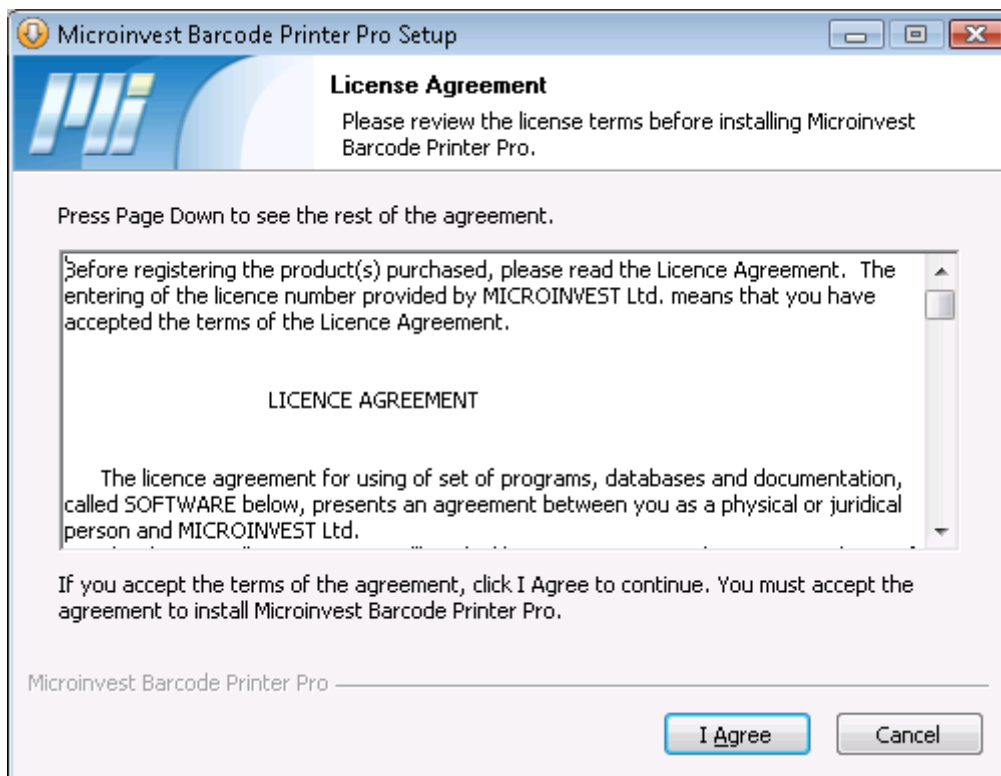 Microinvest Barcode Printer Pro Setup
Mi
License Agreement
Please review the license terms before installing Microinvest
Barcode Printer Pro.
Press Page Down to see the rest of the agreement.
Before registering the product(s) purchased, please read the Licence Agreement.  The
entering of the licence number provided by MICROINVEST Ltd. means that you have
accepted the terms of the Licence Agreement.
LICENCE AGREEMENT
The licence agreement for using of set of programs, databases and documentation,
called SOFTWARE below, presents an agreement between you as a physical or juridical
person and MICROINVEST Ltd.
If you accept the terms of the agreement, click I Agree to continue. You must accept the
agreement to install Microinvest Barcode Printer Pro.
Microinvest Barcode Printer Pro
I Agree
Cancel